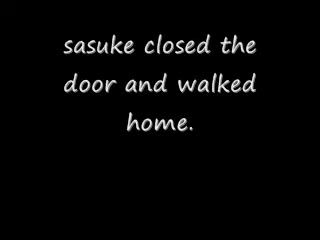 sasuke closed the
door and walked
home.